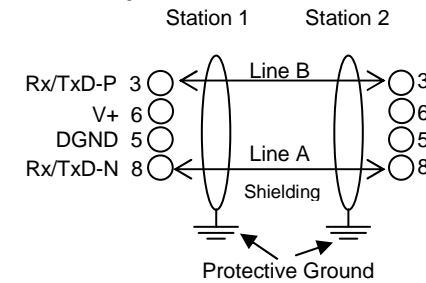 Station 1 Station 2
Rx/TxD-P 3 Line B 3
V+ 6 6
DGND 5 5
Rx/TxD-N 8 Line A 8
Shielding
Protective Ground